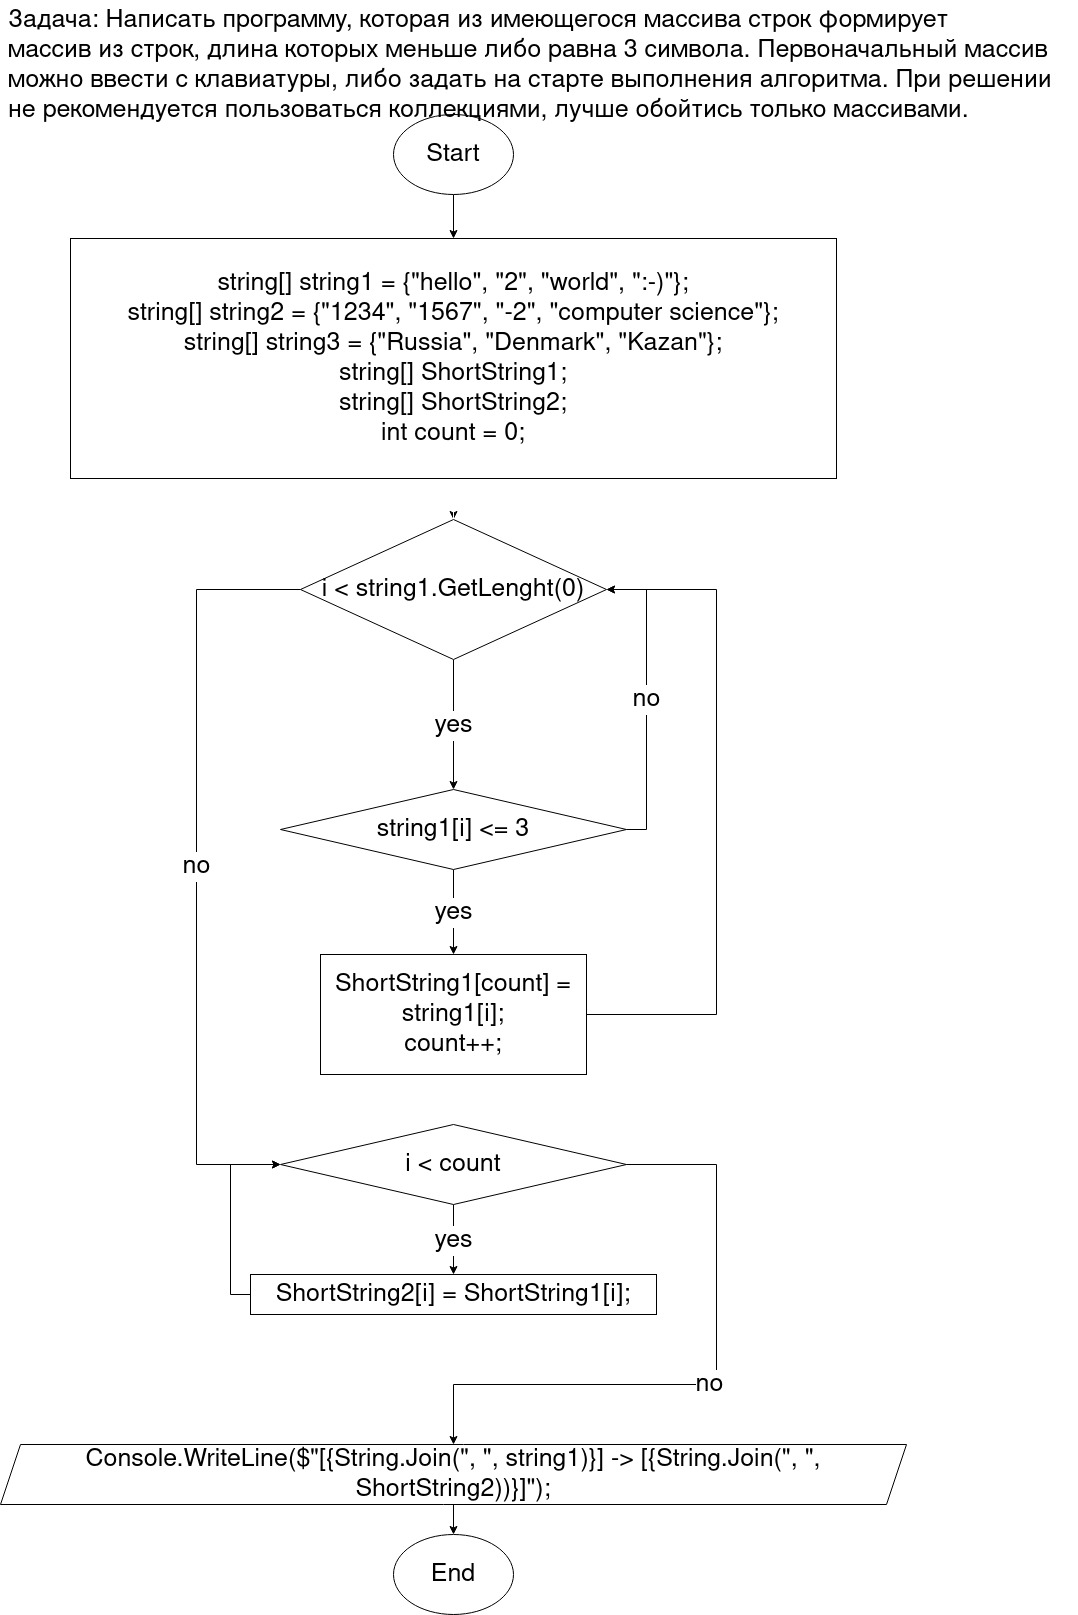 Задача: Написать программу, которая из имеющегося массива строк формирует
массив из строк, длина которых меньше либо равна 3 символа. Первоначальный массив
можно ввести с клавиатуры, либо задать на старте выполнения алгоритма. При решении
не рекомендуется пользоваться коллекциями, лучше обойтись только массивами.
Start
string[] string1 = {"hello", "2", "world", ":-)"};
string[] string2 = {"1234", "1567", "-2", "computer science"};
string[] string3 = {"Russia", "Denmark", "Kazan"};
string[] ShortString1;
string[] ShortString2;
int count = 0;
i < string1.GetLenght(0)
no
yes
string1[i] <= 3
no
yes
ShortString1[count] =
string1[i];
count++;
i < count
yes
ShortString2[i] = ShortString1[i];
no
Console.WriteLine($"[{String.Join(", ", string1)}] -> [{String.Join(", ",
ShortString2))}]");
End